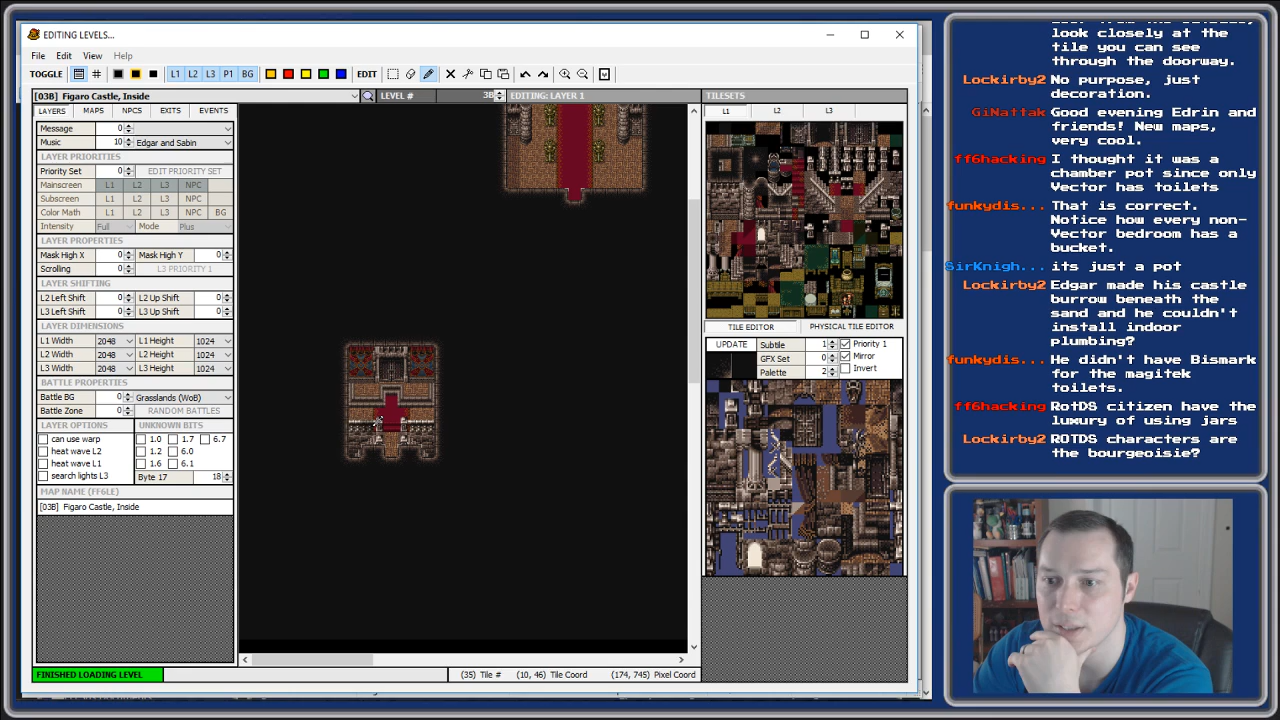 EDITING LEVELS...
File Edit View Help
TOGGLE L1 L2 L3 P1 BG EDIT
[03B] Figaro Castle, Inside LEVEL # 3B EDITING: LAYER 1 TILESETS
LAYERS MAPS NPCS EXITS EVENTS L1 L2 L3
Message 0
Music 10 Edgar and Sabin
LAYER PRIORITIES
Priority Set 0 EDIT PRIORITY SET
Mainscreen L1 L2 L3 NPC
Subscreen L1 L2 L3 NPC
Color Math L1 L2 L3 NPC BG
Intensity Full Mode Plus
LAYER PROPERTIES
Mask High X 0 Mask High Y 0
Scrolling 0 L3 PRIORITY 1
LAYER SHIFTING
L2 Left Shift 0 L2 Up Shift 0
L3 Left Shift 0 L3 Up Shift 0
LAYER DIMENSIONS
L1 Width 2048 L1 Height 1024
L2 Width 2048 L2 Height 1024
L3 Width 2048 L3 Height 1024
BATTLE PROPERTIES
Battle BG 0 Grasslands (WoB)
Battle Zone 0 RANDOM BATTLES
LAYER OPTIONS UNKNOWN BITS
can use warp 1.0 1.7 6.7
heat wave L2 1.2 6.0
heat wave L1 1.6 6.1
search lights L3 Byte 17 18
MAP NAME (FF6LE)
[03B] Figaro Castle, Inside
FINISHED LOADING LEVEL
(35) Tile # (10, 46) Tile Coord (174, 745) Pixel Coord
TILE EDITOR PHYSICAL TILE EDITOR
UPDATE Subtile 1 Priority 1
GFX Set 0 Mirror
Palette 2 Invert
look closely at the
tile you can see
through the doorway.
Lockirby2 No purpose, just
decoration.
GiNattak Good evening Edrin and
friends! New maps,
very cool.
ff6hacking I thought it was a
chamber pot since only
Vector has toilets
funkydis... That is correct.
Notice how every non-
Vector bedroom has a
bucket.
SirKnigh... its just a pot
Lockirby2 Edgar made his castle
burrow beneath the
sand and he couldn't
install indoor
plumbing?
funkydis... He didn't have Bismark
for the magitek
toilets.
ff6hacking RotDS citizen have the
luxury of using jars
Lockirby2 ROTDS characters are
the bourgeoisie?